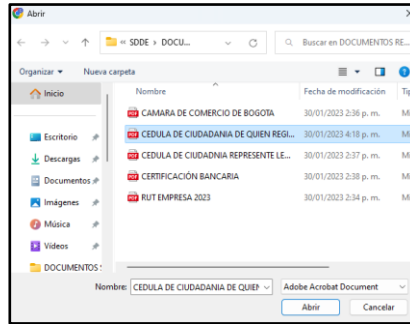 Abrir
« SDDE > DOCU...
Buscar en DOCUMENTOS RE...
Organizar
Nueva carpeta
Inicio
Escritorio
Descargas
Documentos
Imágenes
Música
Vídeos
DOCUMENTOS
Nombre
Fecha de modificación
CAMARA DE COMERCIO DE BOGOTA
30/01/2023 2:36 p. m.
CEDULA DE CIUDADANIA DE QUIEN REGI...
30/01/2023 4:18 p. m.
CEDULA DE CIUDADNIA REPRESENTE LE...
30/01/2023 2:37 p. m.
CERTIFICACIÓN BANCARIA
30/01/2023 2:38 p. m.
RUT EMPRESA 2023
30/01/2023 2:34 p. m.
Nombre:
CEDULA DE CIUDADANIA DE QUIEN
Adobe Acrobat Document
Abrir
Cancelar